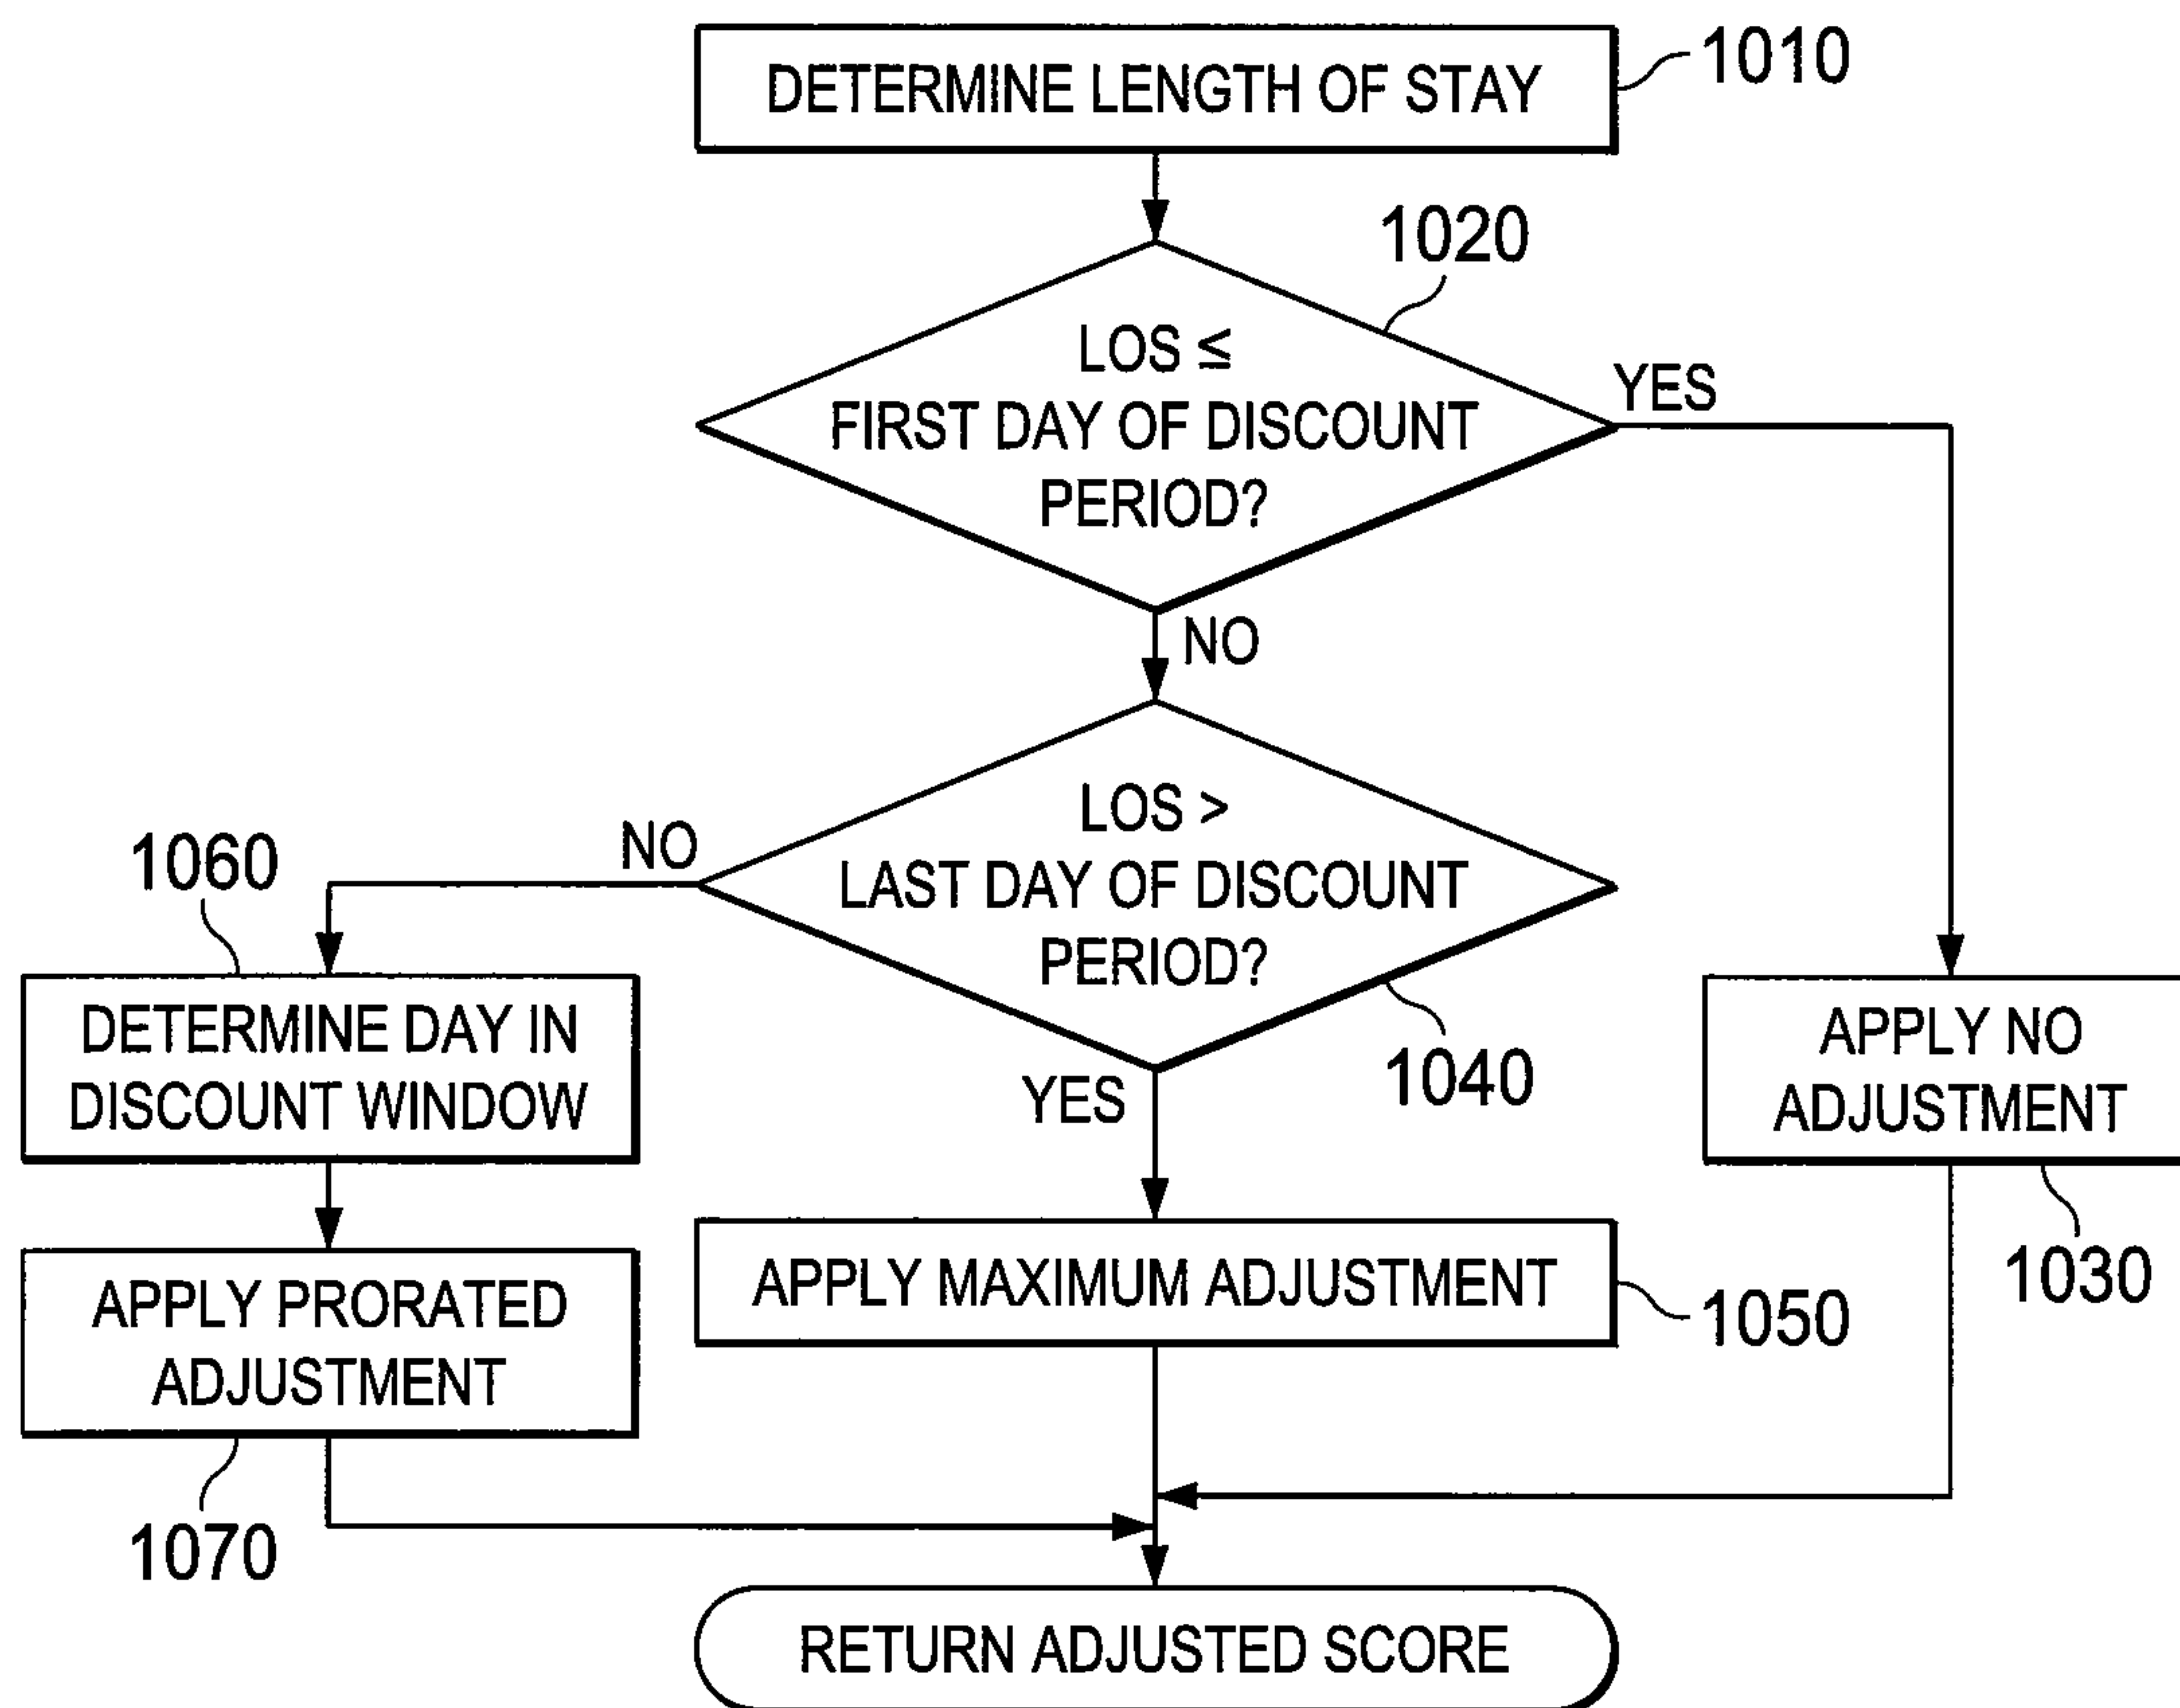 DETERMINE LENGTH OF STAY
1010
1020
LOS ≤
FIRST DAY OF DISCOUNT
PERIOD?
YES
NO
LOS >
LAST DAY OF DISCOUNT
PERIOD?
NO
1040
YES
1060
DETERMINE DAY IN
DISCOUNT WINDOW
APPLY NO
ADJUSTMENT
1030
APPLY PRORATED
ADJUSTMENT
1070
APPLY MAXIMUM ADJUSTMENT
1050
RETURN ADJUSTED SCORE